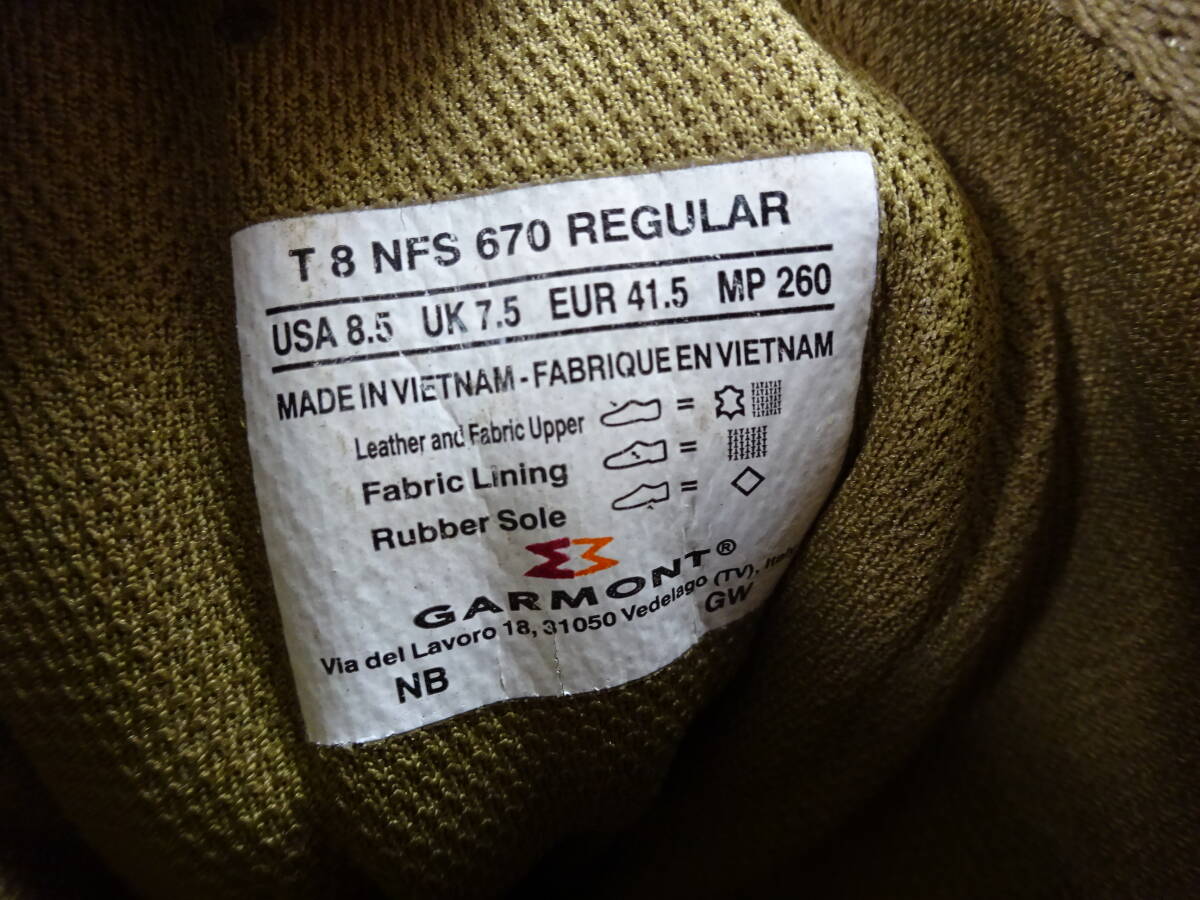 T 8 NFS 670 REGULAR
USA 8.5 UK 7.5 EUR 41.5 MP 260
MADE IN VIETNAM - FABRIQUE EN VIETNAM
Leather and Fabric Upper =
Fabric Lining =
Rubber Sole =
GARMONT®
Via del Lavoro 18, 31050 Vedelago (TV), Italy
NB GW